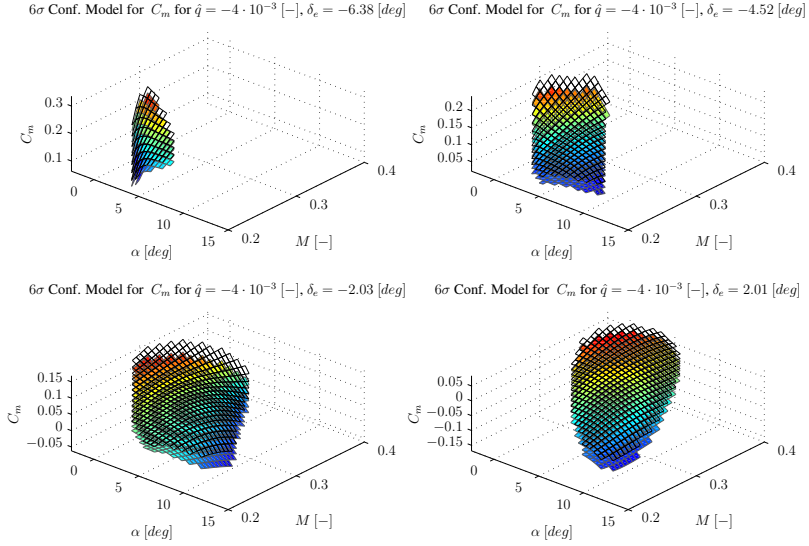 6σ Conf. Model for C_m for q̂ = −4 · 10⁻³ [−], δ_e = −6.38 [deg]
6σ Conf. Model for C_m for q̂ = −4 · 10⁻³ [−], δ_e = −4.52 [deg]
0.3
0.2
0.1
C_m
0
5
10
15
α [deg]
0.2
0.3
0.4
M [−]
0.2
0.15
0.1
0.05
C_m
0
5
10
15
α [deg]
0.2
0.3
0.4
M [−]
6σ Conf. Model for C_m for q̂ = −4 · 10⁻³ [−], δ_e = −2.03 [deg]
6σ Conf. Model for C_m for q̂ = −4 · 10⁻³ [−], δ_e = 2.01 [deg]
0.15
0.1
0.05
0
−0.05
C_m
0
5
10
15
α [deg]
0.2
0.3
0.4
M [−]
0.05
0
−0.05
−0.1
−0.15
C_m
0
5
10
15
α [deg]
0.2
0.3
0.4
M [−]